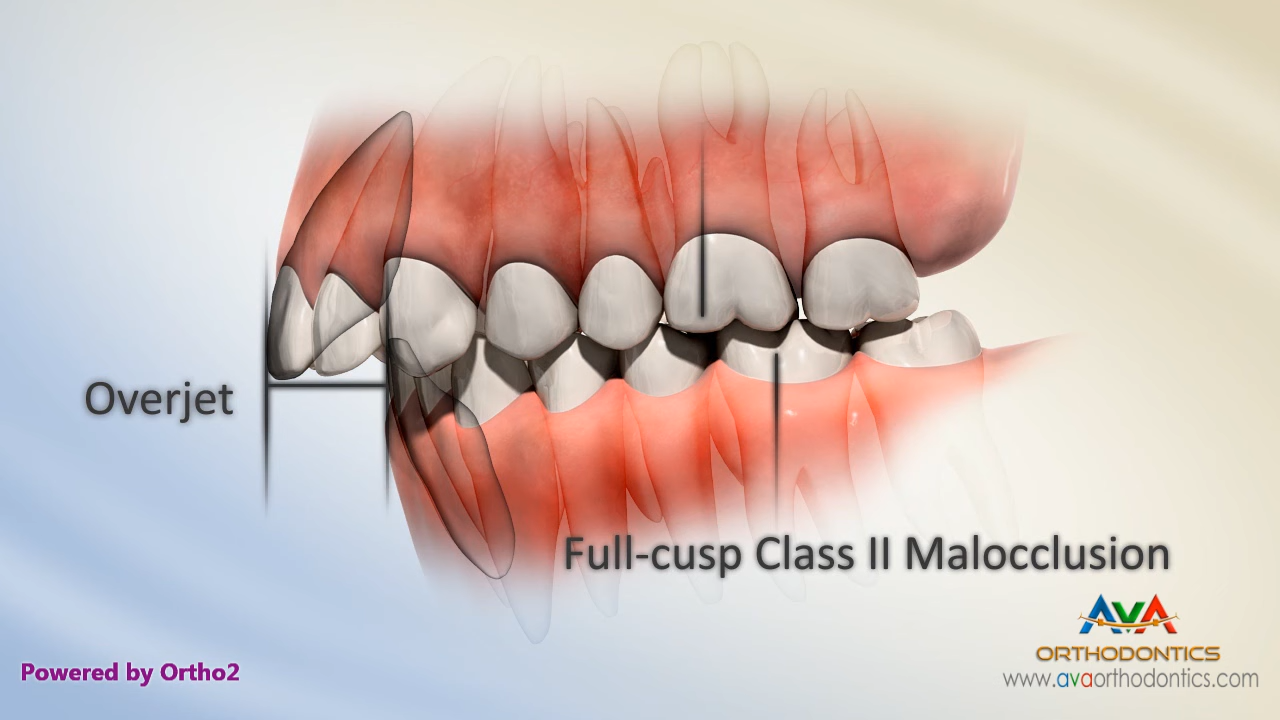 Overjet
Full-cusp Class II Malocclusion
AVA
ORTHODONTICS
www.avaorthodontics.com
Powered by Ortho2